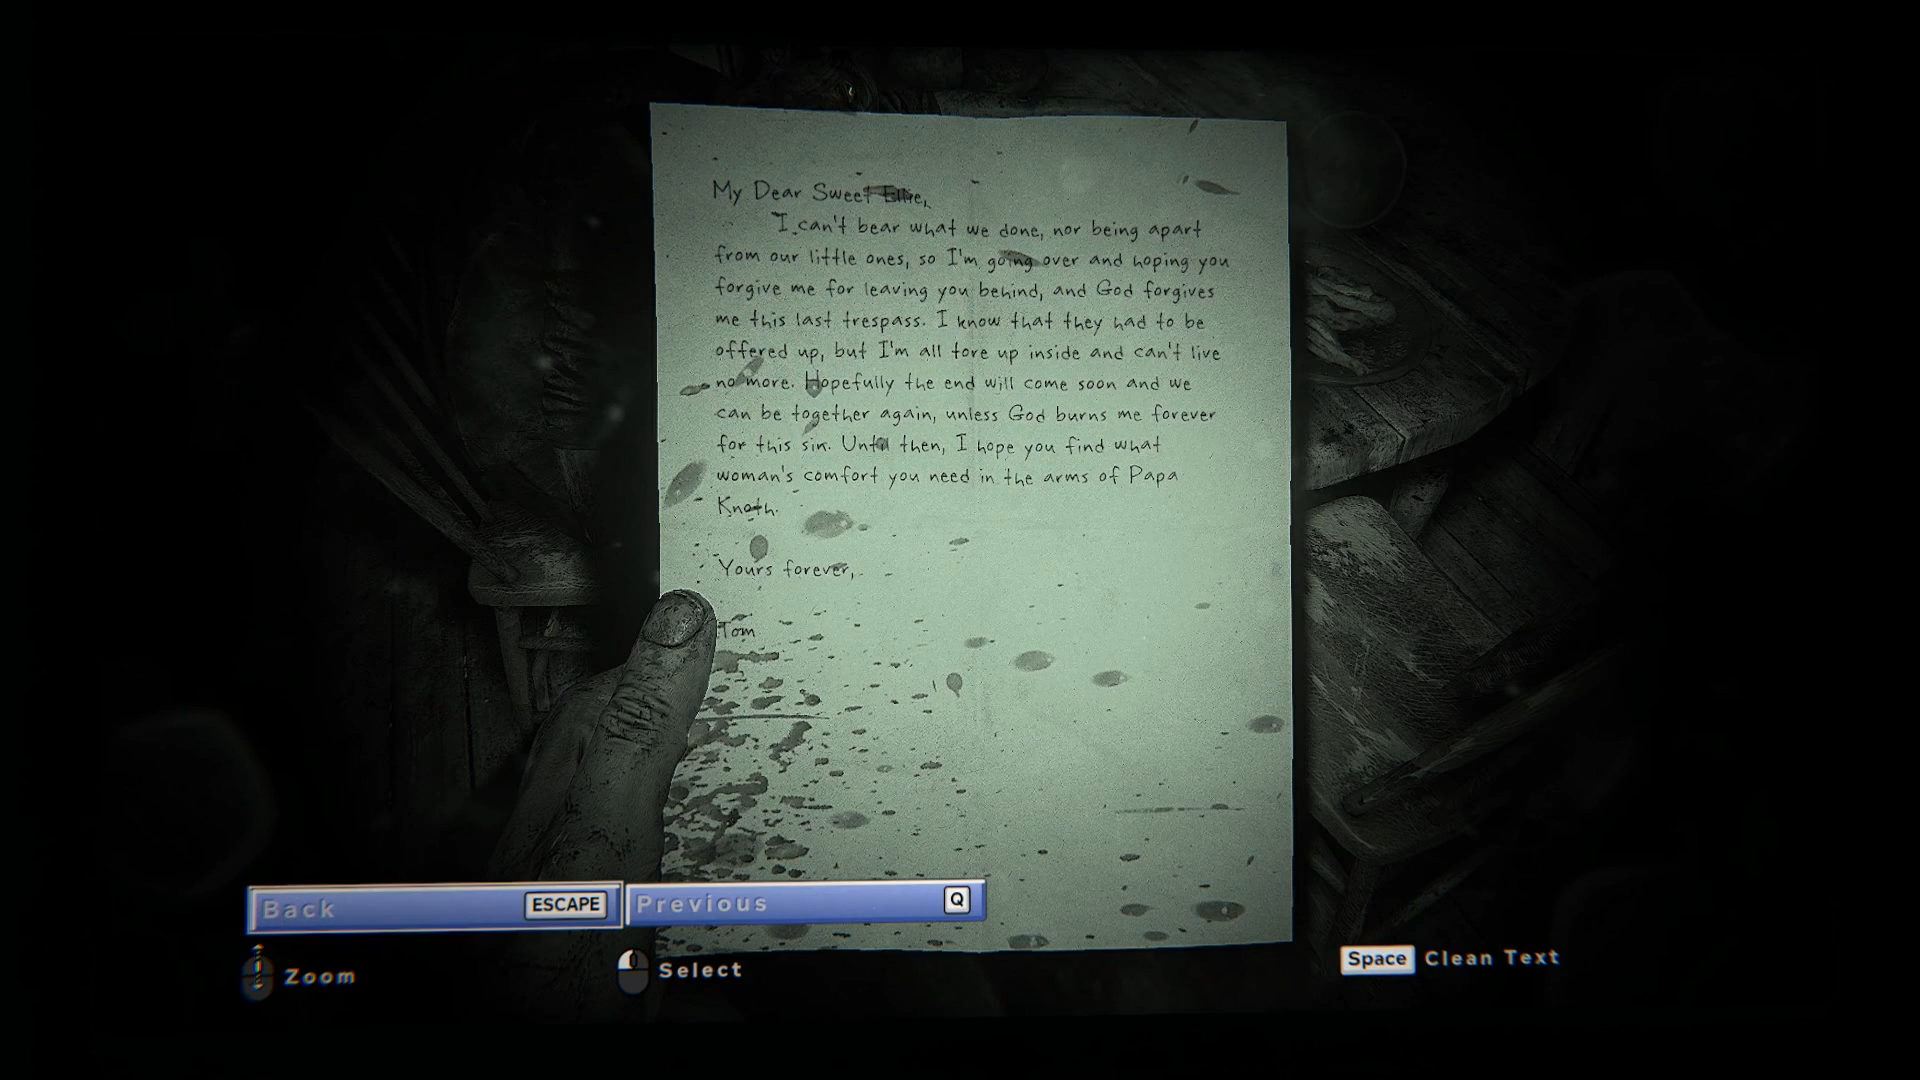 My Dear Sweet Ellie,
I can't bear what we done, nor being apart
from our little ones, so I'm going over and hoping you
forgive me for leaving you behind, and God forgives
me this last trespass. I know that they had to be
offered up, but I'm all tore up inside and can't live
no more. Hopefully the end will come soon and we
can be together again, unless God burns me forever
for this sin. Until then, I hope you find what
woman's comfort you need in the arms of Papa
Knoth.
Yours forever,
Tom
Back ESCAPE Previous Q
Zoom Select Space Clean Text